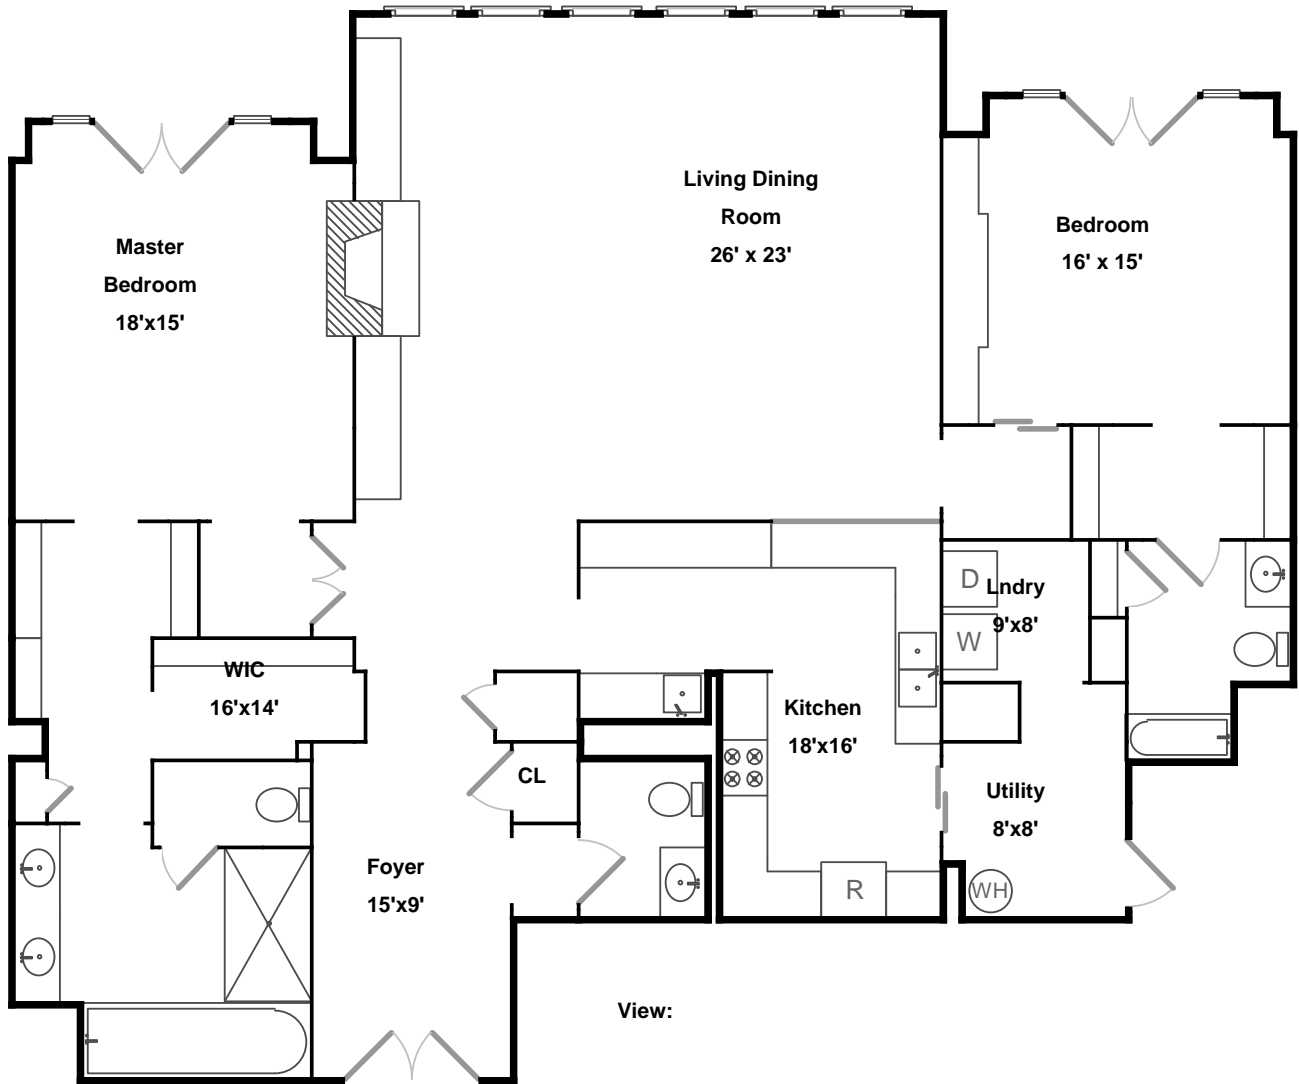 Living Dining
Room
26' x 23'
Bedroom
16' x 15'
Master
Bedroom
18'x15'
D
Lndry
9'x8'
W
WIC
16'x14'
Kitchen
18'x16'
CL
Utility
8'x8'
Foyer
15'x9'
R
WH
View: